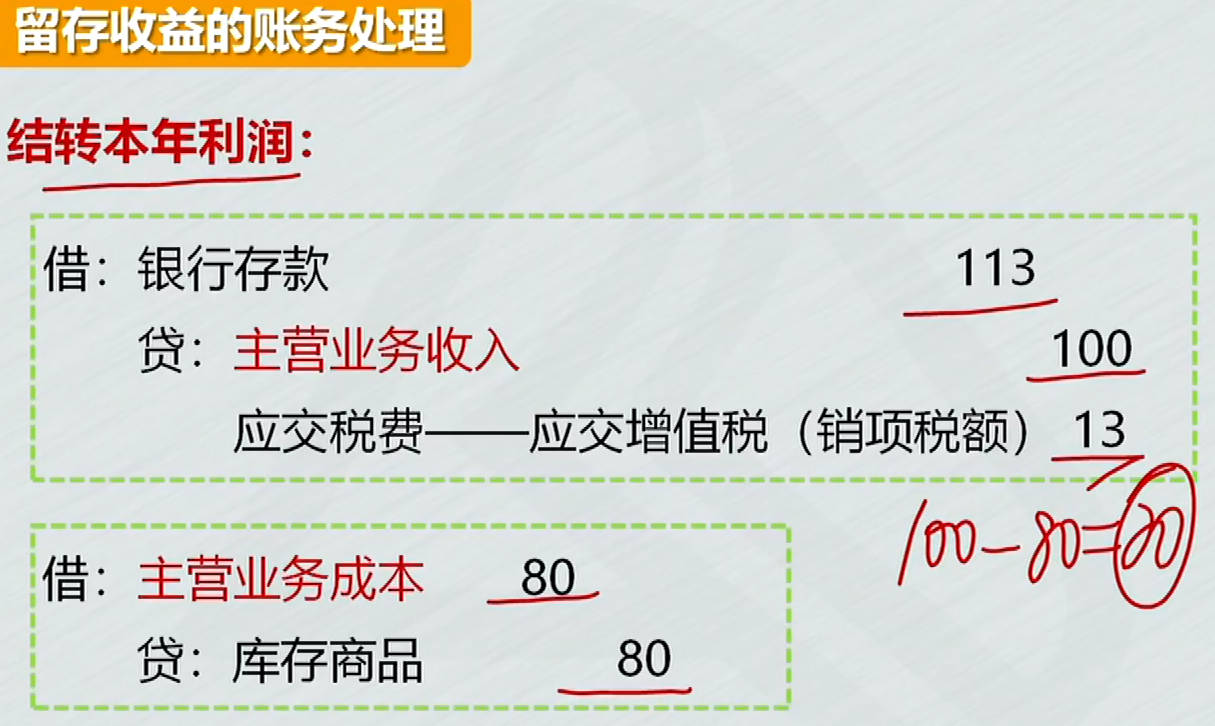 留存收益的账务处理
结转本年利润：
借：银行存款 113
贷：主营业务收入 100
应交税费——应交增值税（销项税额） 13
100-80=20
借：主营业务成本 80
贷：库存商品 80